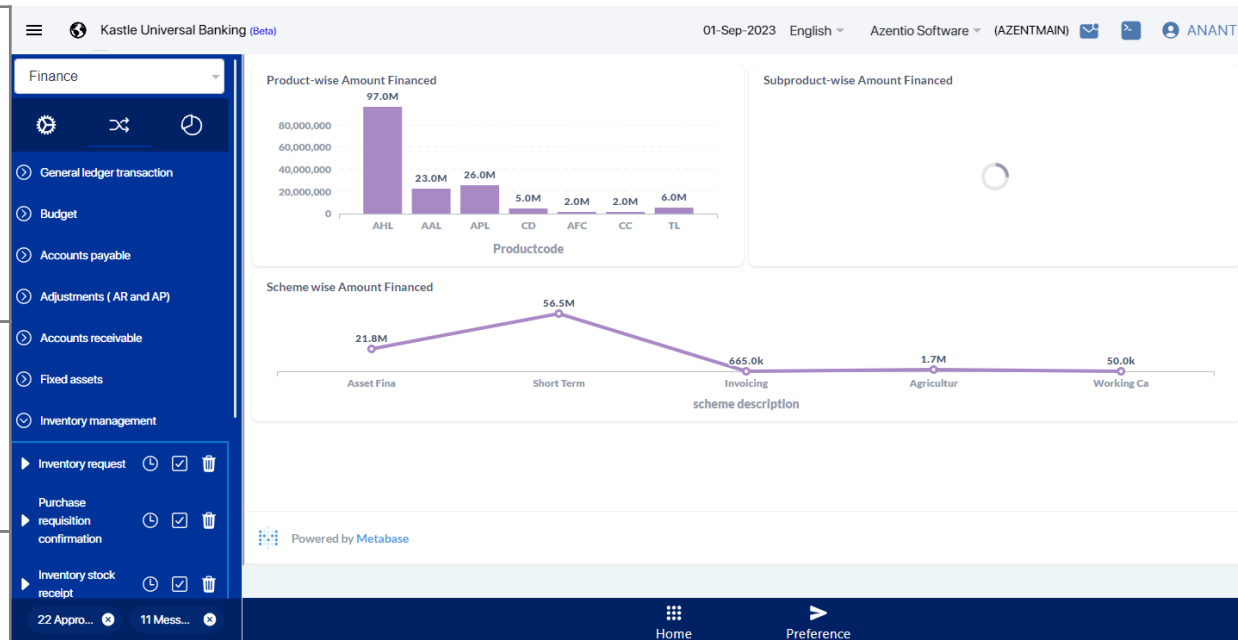 Kastle Universal Banking (Beta)
01-Sep-2023 English Azentio Software (AZENTMAIN) ANANT
Finance
General ledger transaction
Budget
Accounts payable
Adjustments ( AR and AP)
Accounts receivable
Fixed assets
Inventory management
Inventory request
Purchase
requisition
confirmation
Inventory stock
receipt
22 Appro...
11 Mess...
Product-wise Amount Financed
97.0M
80,000,000
60,000,000
40,000,000
20,000,000
0
23.0M
26.0M
5.0M
2.0M
2.0M
6.0M
AHL AAL APL CD AFC CC TL
Productcode
Subproduct-wise Amount Financed
Scheme wise Amount Financed
56.5M
21.8M
665.0k
1.7M
50.0k
Asset Fina Short Term Invoicing Agricultur Working Ca
scheme description
Powered by Metabase
Home
Preference